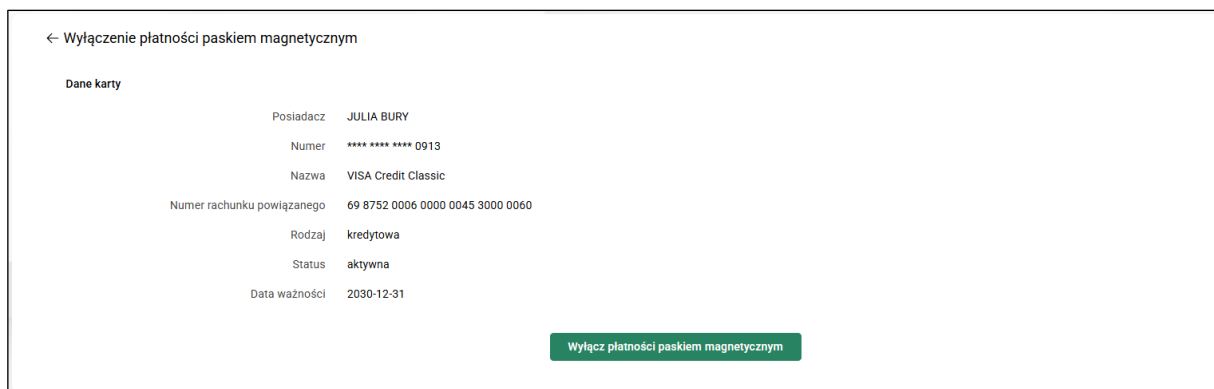 ← Wyłączenie płatności paskiem magnetycznym
Dane karty
Posiadacz JULIA BURY
Numer **** **** **** 0913
Nazwa VISA Credit Classic
Numer rachunku powiązanego 69 8752 0006 0000 0045 3000 0060
Rodzaj kredytowa
Status aktywna
Data ważności 2030-12-31
Wyłącz płatności paskiem magnetycznym